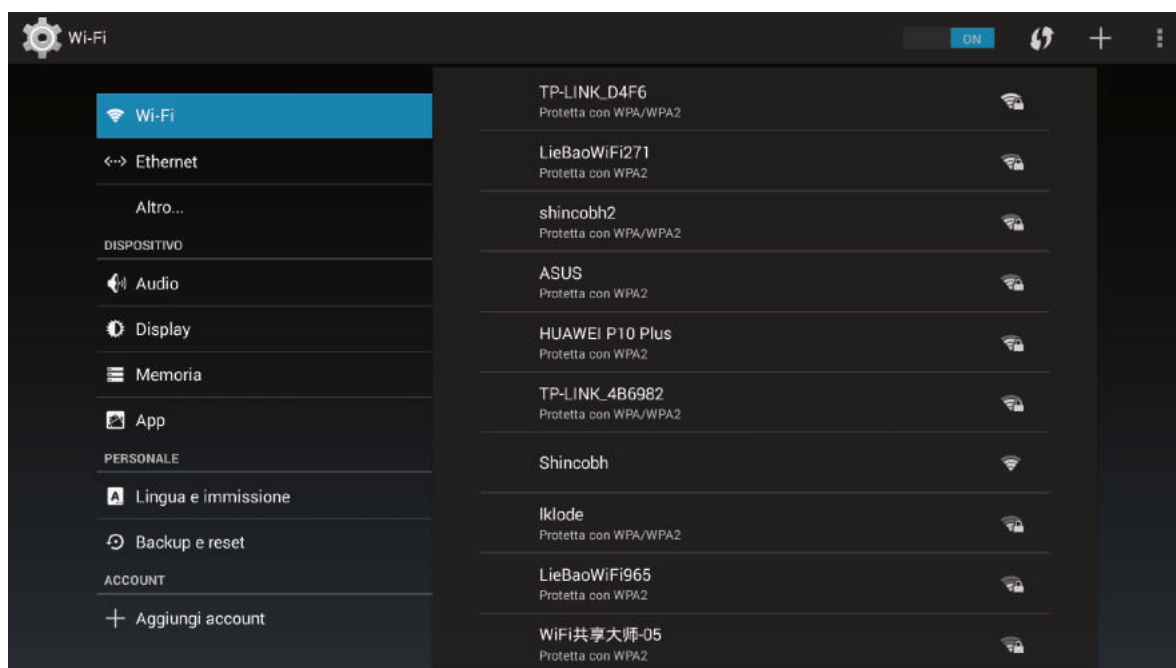 Wi-Fi
ON
Wi-Fi
Ethernet
Altro...
DISPOSITIVO
Audio
Display
Memoria
App
PERSONALE
Lingua e immissione
Backup e reset
ACCOUNT
Aggiungi account
TP-LINK_D4F6
Protetta con WPA/WPA2
LieBaoWiFi271
Protetta con WPA2
shincobh2
Protetta con WPA/WPA2
ASUS
Protetta con WPA2
HUAWEI P10 Plus
Protetta con WPA2
TP-LINK_4B6982
Protetta con WPA/WPA2
Shincobh
lklode
Protetta con WPA/WPA2
LieBaoWiFi965
Protetta con WPA2
WiFi共享大师-05
Protetta con WPA2